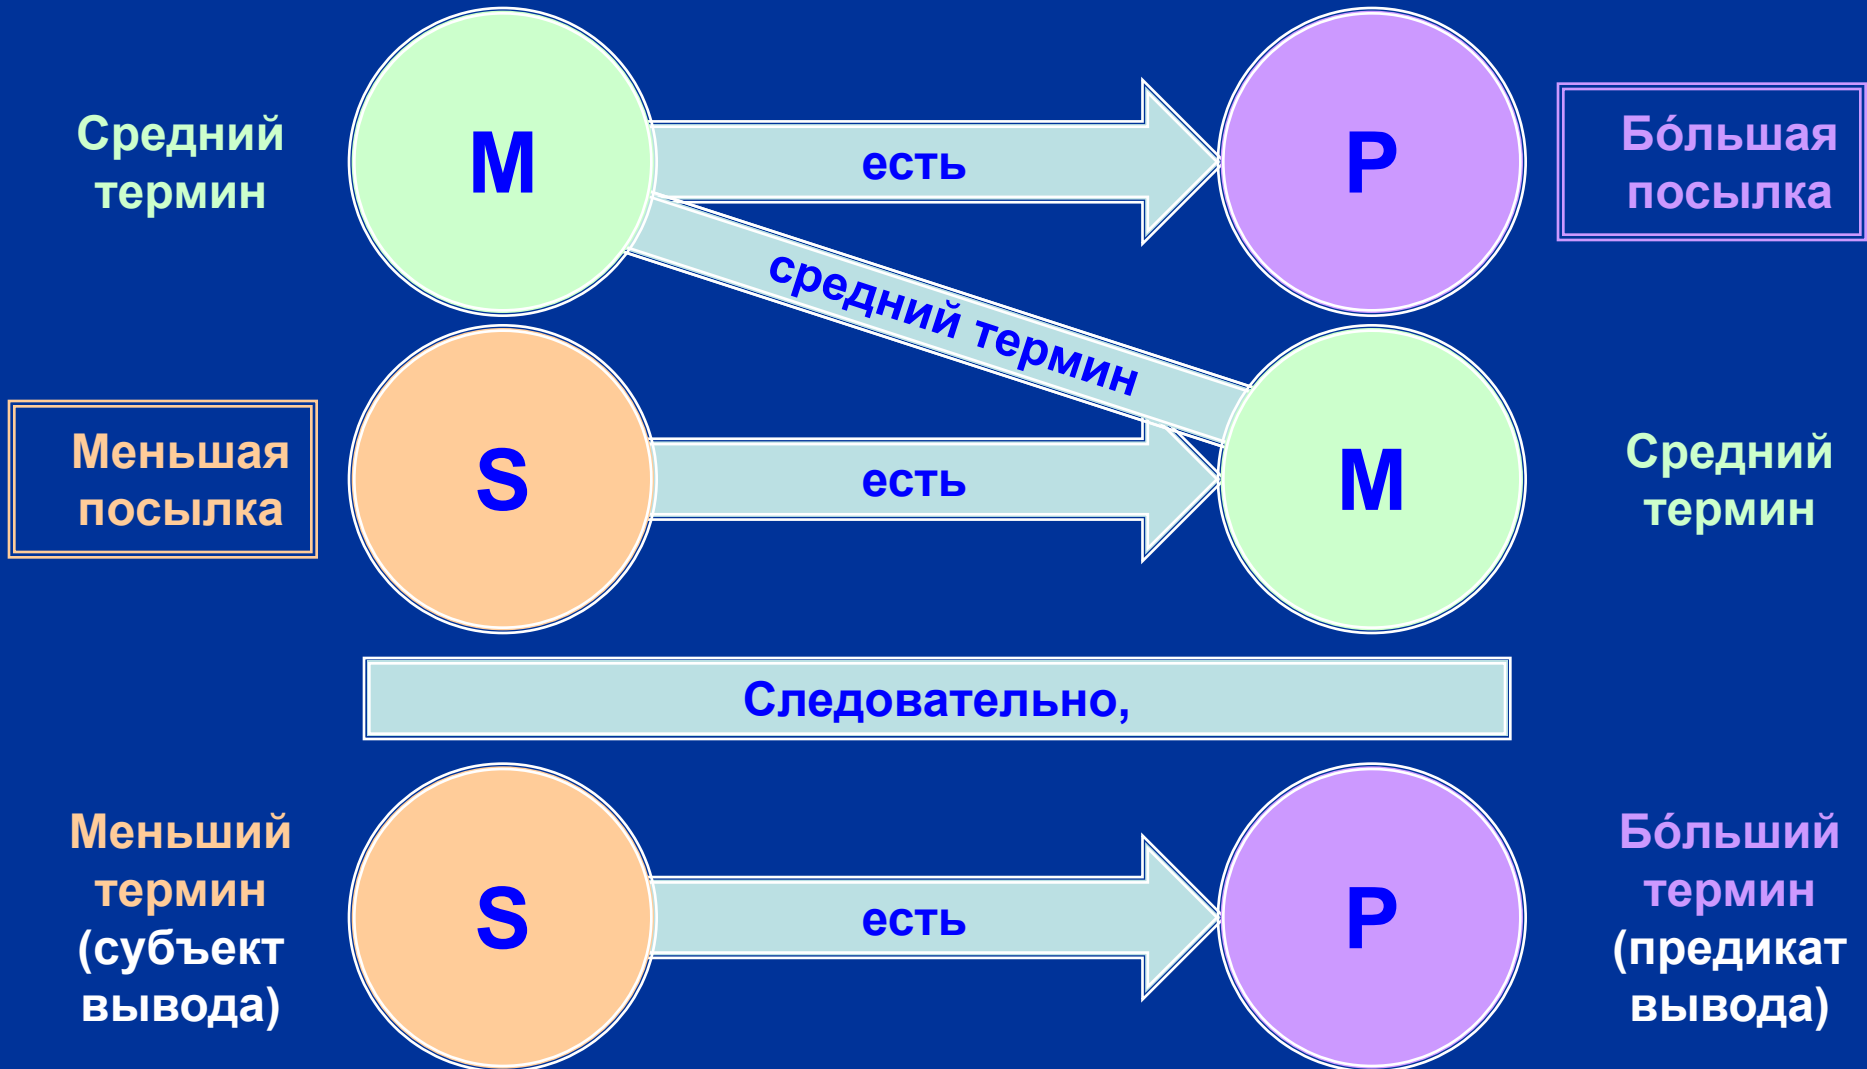 Средний
термин
M
есть
P
Бо́льшая
посылка
средний термин
Меньшая
посылка
S
есть
M
Средний
термин
Следовательно,
Меньший
термин
(субъект
вывода)
S
есть
P
Бо́льший
термин
(предикат
вывода)